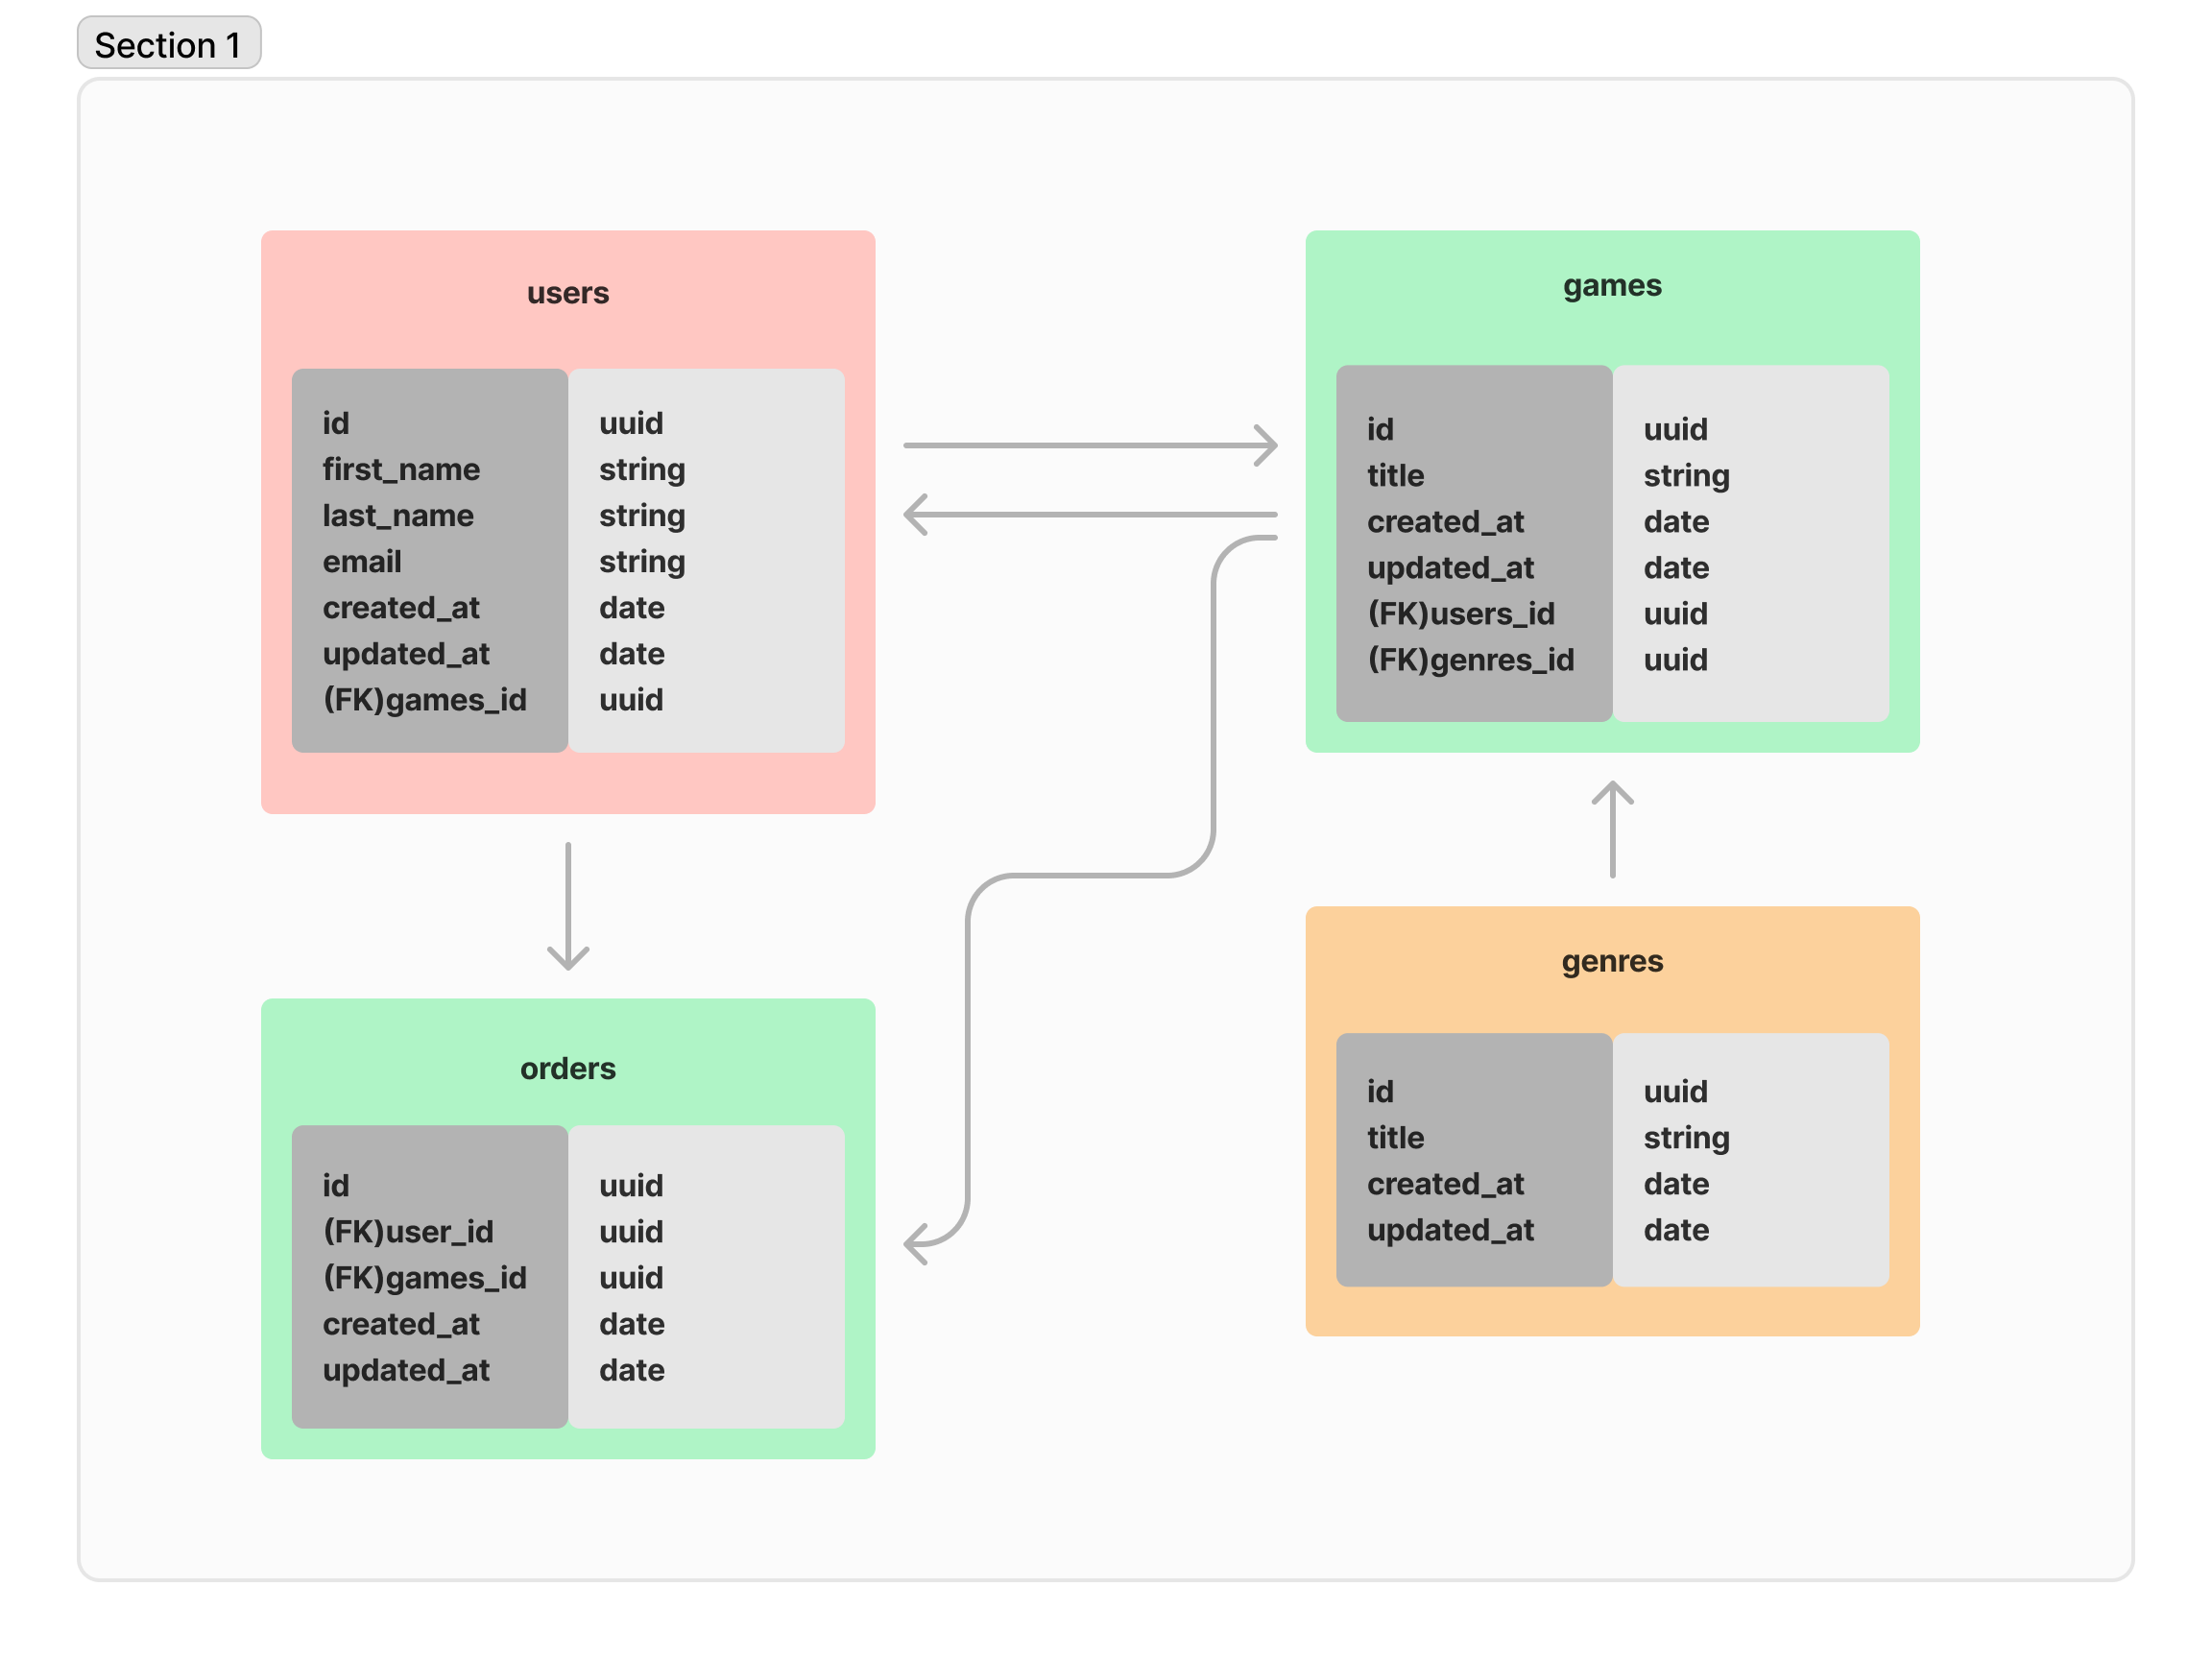 Section 1
users
id uuid
first_name string
last_name string
email string
created_at date
updated_at date
(FK)games_id uuid
games
id uuid
title string
created_at date
updated_at date
(FK)users_id uuid
(FK)genres_id uuid
orders
id uuid
(FK)user_id uuid
(FK)games_id uuid
created_at date
updated_at date
genres
id uuid
title string
created_at date
updated_at date